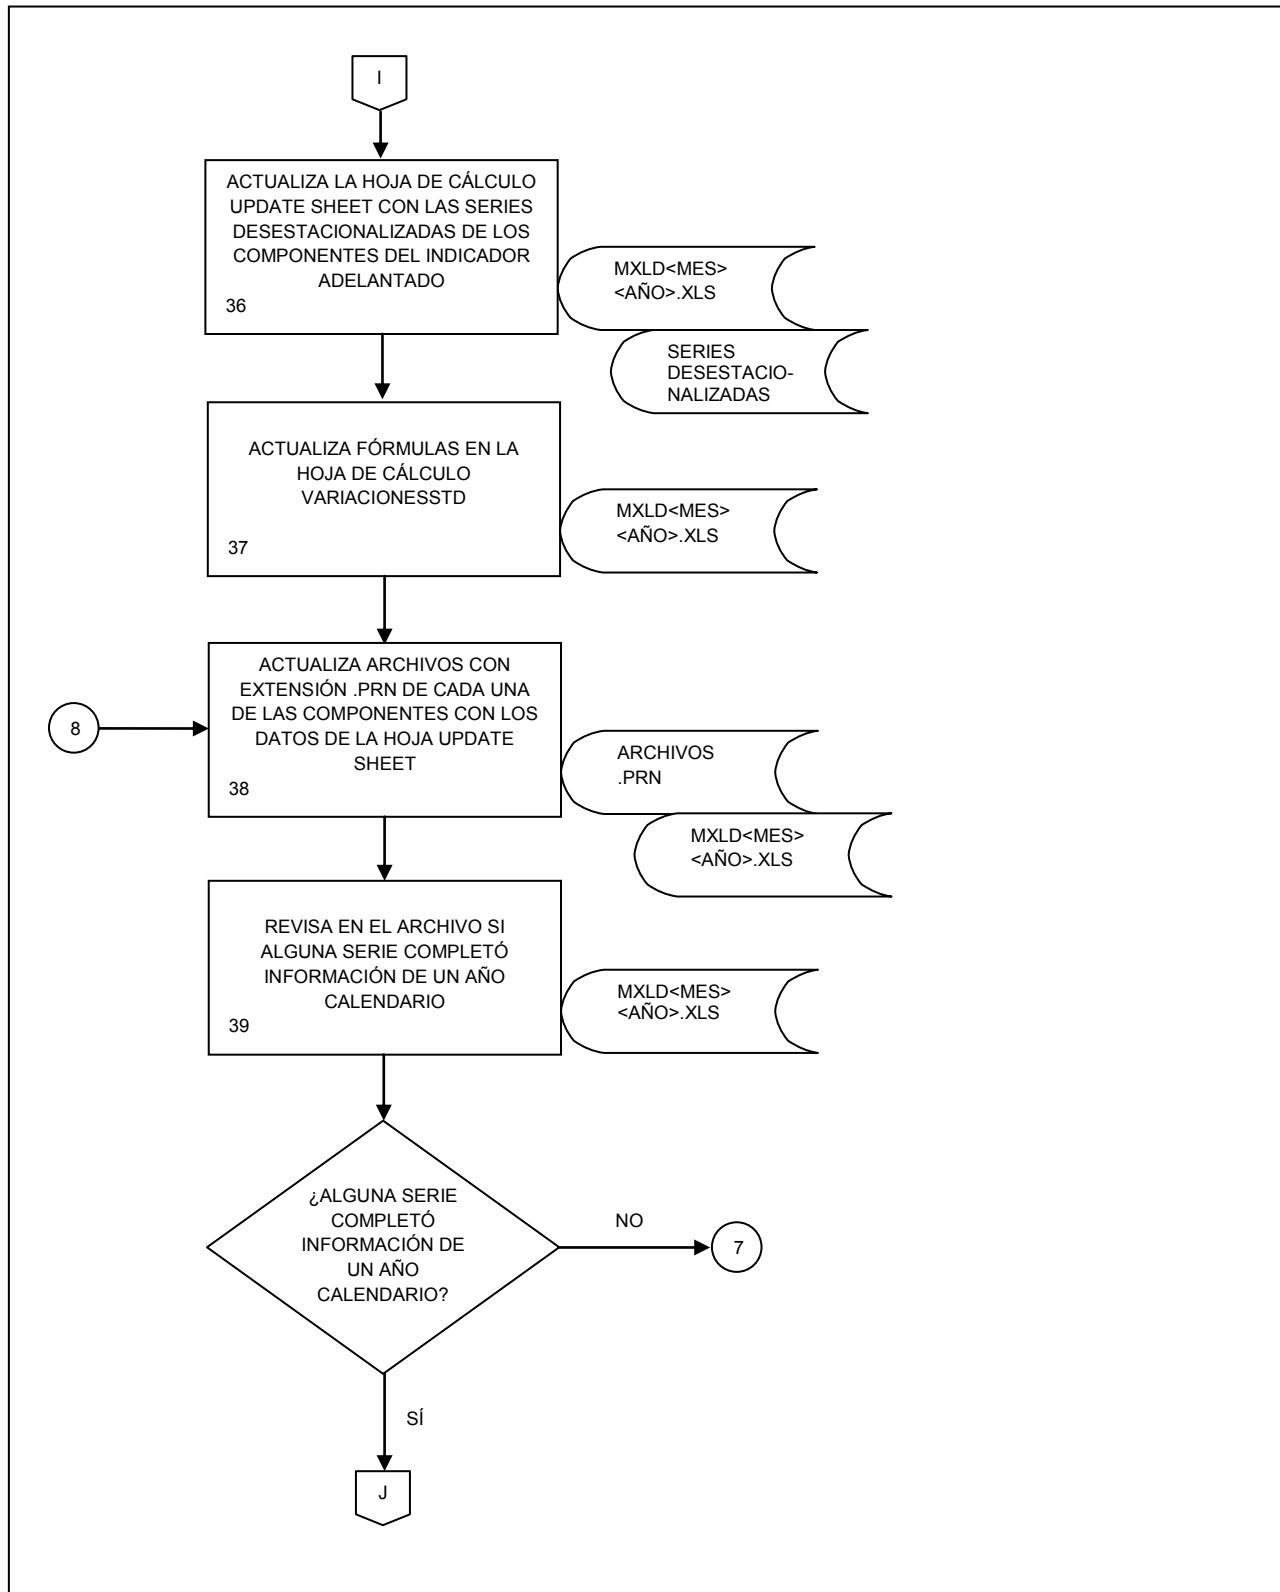 I
ACTUALIZA LA HOJA DE CÁLCULO
UPDATE SHEET CON LAS SERIES
DESESTACIONALIZADAS DE LOS
COMPONENTES DEL INDICADOR
ADELANTADO
36
MXLD<MES>
<AÑO>.XLS
SERIES
DESESTACIO-
NALIZADAS
ACTUALIZA FÓRMULAS EN LA
HOJA DE CÁLCULO
VARIACIONESSTD
37
MXLD<MES>
<AÑO>.XLS
8
ACTUALIZA ARCHIVOS CON
EXTENSIÓN .PRN DE CADA UNA
DE LAS COMPONENTES CON LOS
DATOS DE LA HOJA UPDATE
SHEET
38
ARCHIVOS
.PRN
MXLD<MES>
<AÑO>.XLS
REVISA EN EL ARCHIVO SI
ALGUNA SERIE COMPLETÓ
INFORMACIÓN DE UN AÑO
CALENDARIO
39
MXLD<MES>
<AÑO>.XLS
¿ALGUNA SERIE
COMPLETÓ
INFORMACIÓN DE
UN AÑO
CALENDARIO?
NO
7
SÍ
J